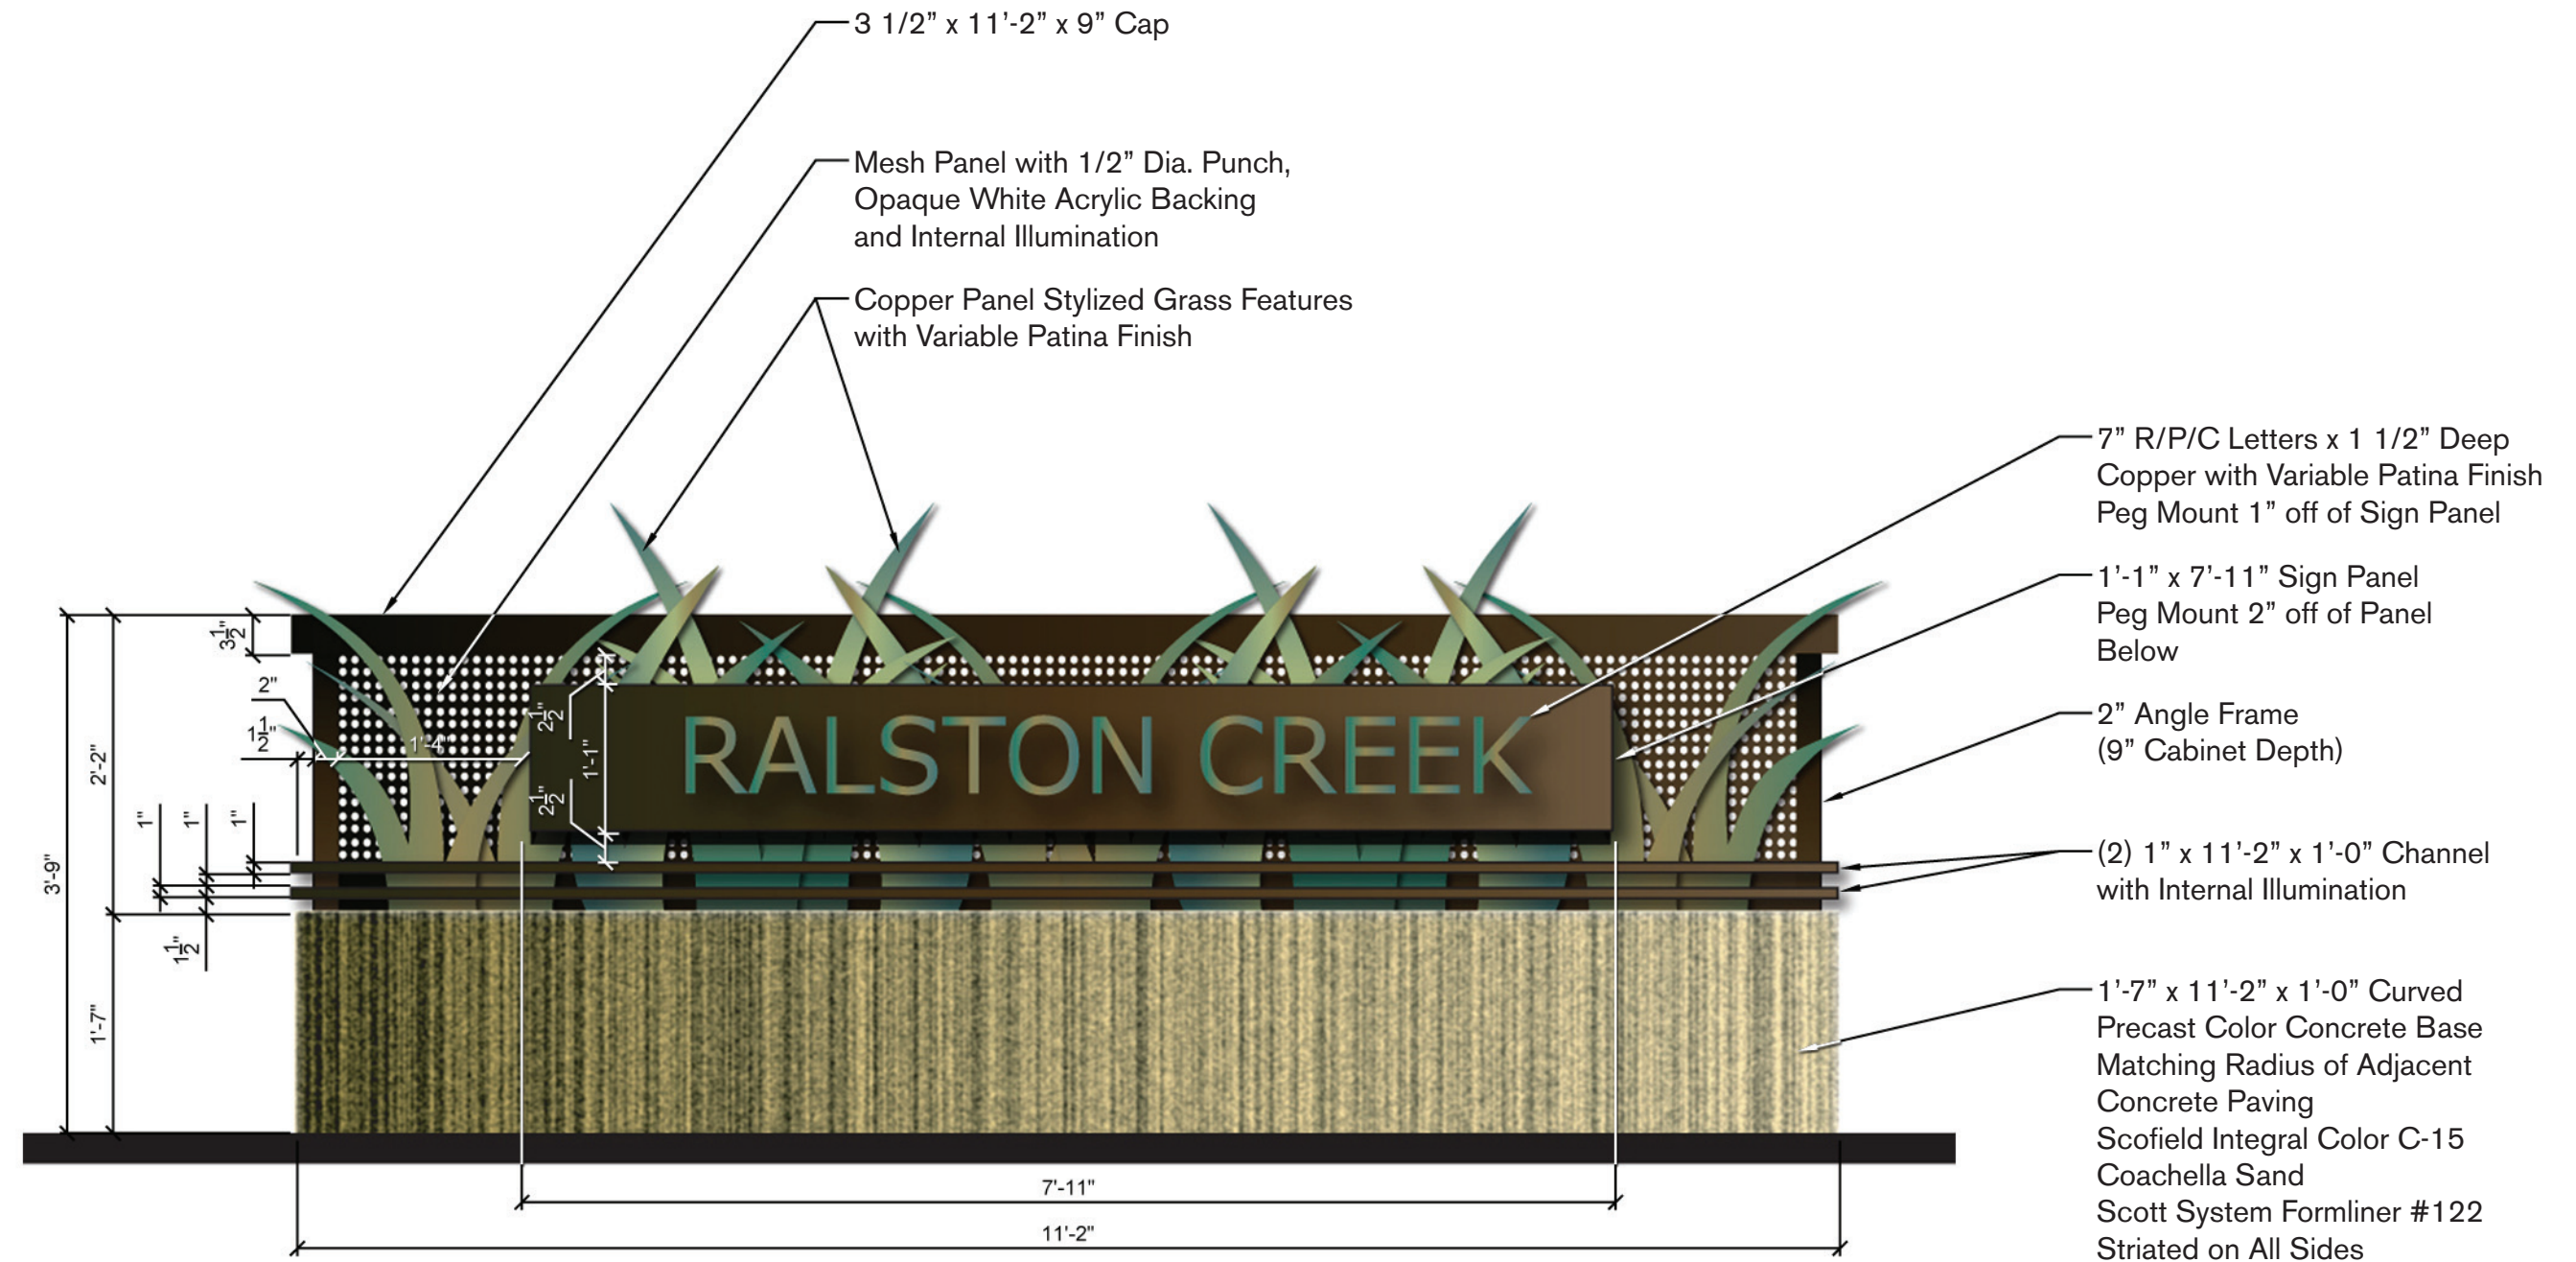 3 1/2” x 11’-2” x 9” Cap
Mesh Panel with 1/2” Dia. Punch,
Opaque White Acrylic Backing
and Internal Illumination
Copper Panel Stylized Grass Features
with Variable Patina Finish
7” R/P/C Letters x 1 1/2” Deep
Copper with Variable Patina Finish
Peg Mount 1” off of Sign Panel
1’-1” x 7’-11” Sign Panel
Peg Mount 2” off of Panel
Below
2” Angle Frame
(9” Cabinet Depth)
(2) 1” x 11’-2” x 1’-0” Channel
with Internal Illumination
1’-7” x 11’-2” x 1’-0” Curved
Precast Color Concrete Base
Matching Radius of Adjacent
Concrete Paving
Scofield Integral Color C-15
Coachella Sand
Scott System Formliner #122
Striated on All Sides
RALSTON CREEK
3 1/2"
2"
1 1/2"
1'-4"
2 1/2"
1'-1"
2 1/2"
2'-2"
1"
1"
1"
3'-9"
1 1/2"
1'-7"
7'-11"
11'-2"